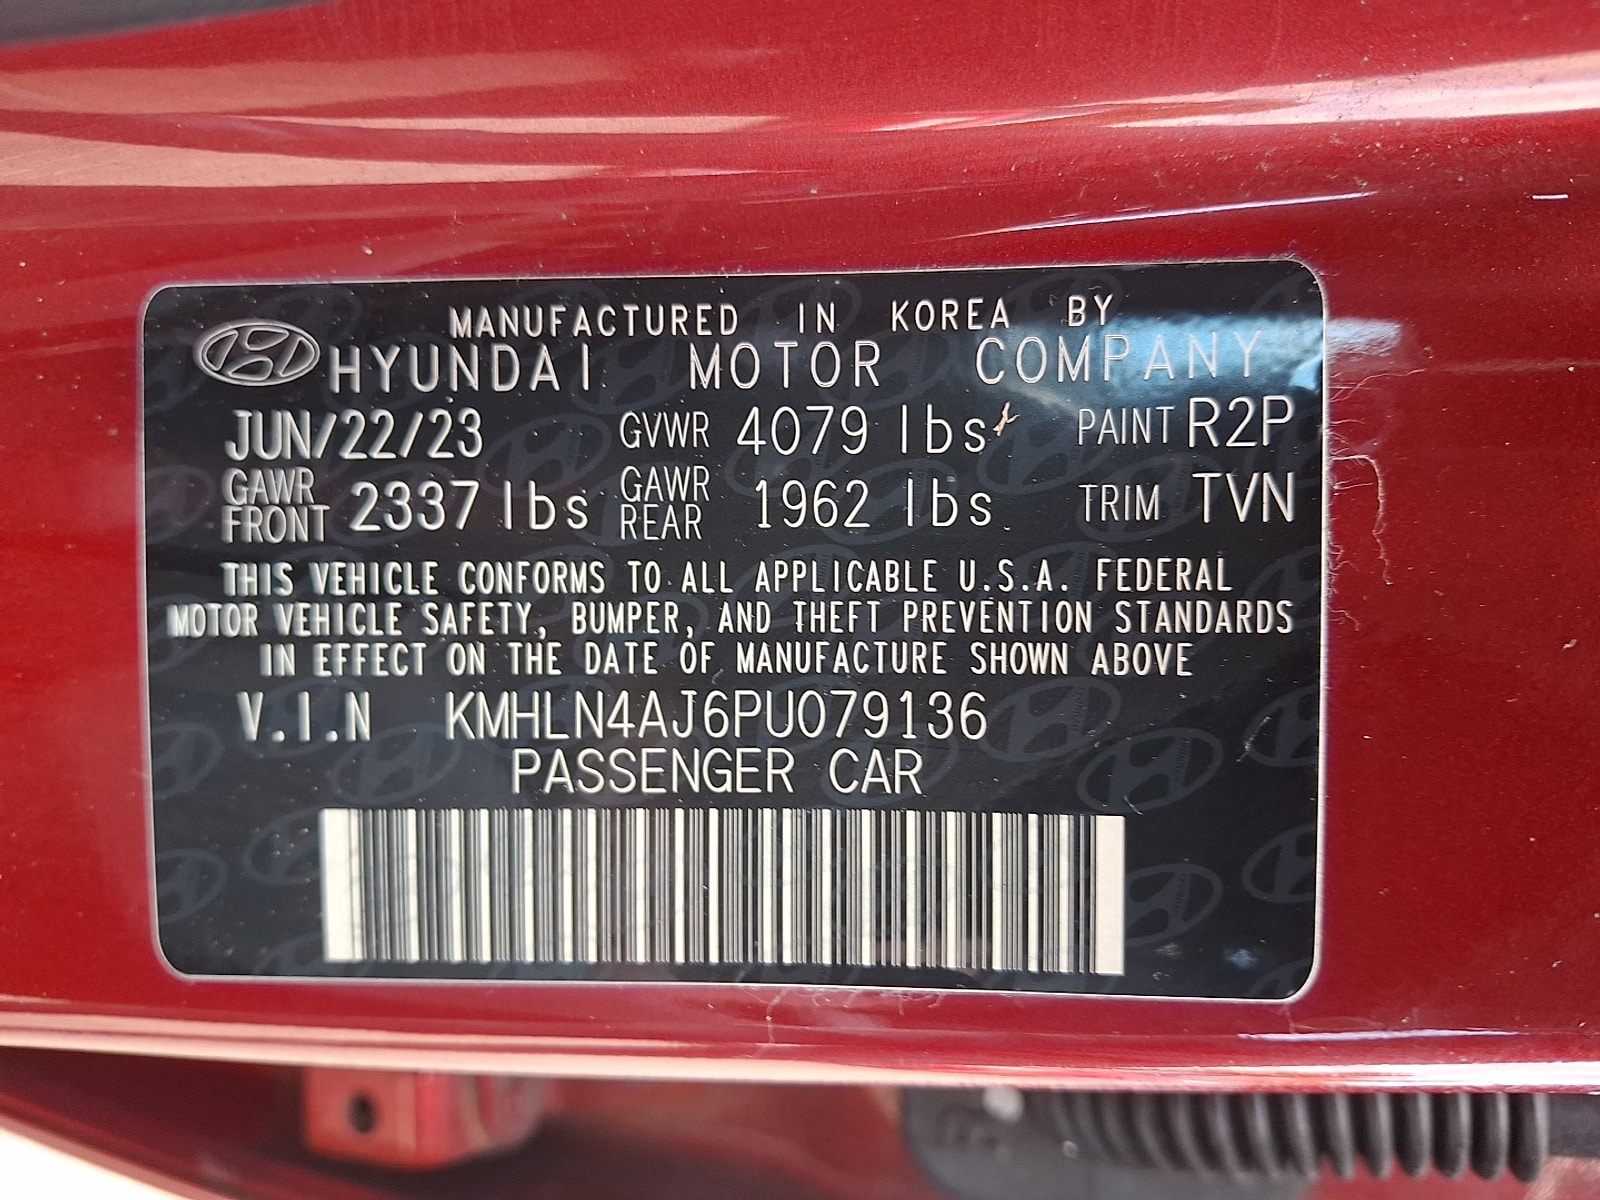 MANUFACTURED IN KOREA BY
HYUNDAI MOTOR COMPANY
JUN/22/23 GVWR 4079 lbs PAINT R2P
GAWR FRONT 2337 lbs GAWR REAR 1962 lbs TRIM TVN
THIS VEHICLE CONFORMS TO ALL APPLICABLE U.S.A. FEDERAL
MOTOR VEHICLE SAFETY, BUMPER, AND THEFT PREVENTION STANDARDS
IN EFFECT ON THE DATE OF MANUFACTURE SHOWN ABOVE
V.I.N KMHLN4AJ6PU079136
PASSENGER CAR